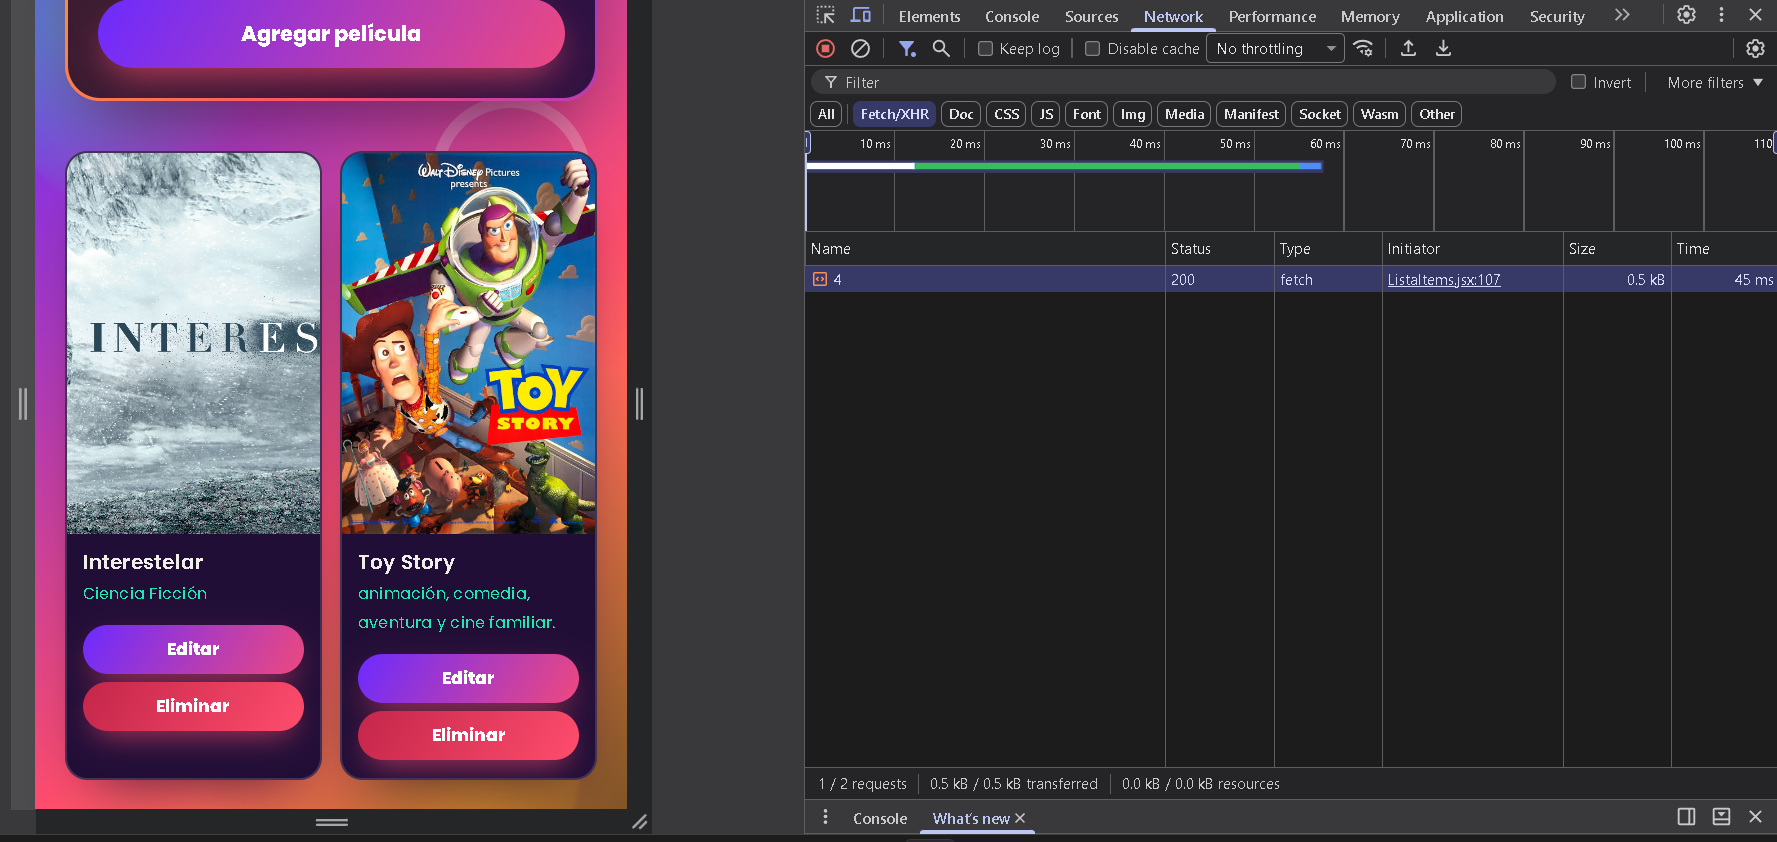 Agregar película
INTERES
WALT DISNEY Pictures
presents
TOY
STORY
Interestelar
Ciencia Ficción
Editar
Eliminar
Toy Story
animación, comedia,
aventura y cine familiar.
Editar
Eliminar
Elements Console Sources Network Performance Memory Application Security
Keep log Disable cache No throttling
Filter Invert More filters
All Fetch/XHR Doc CSS JS Font Img Media Manifest Socket Wasm Other
10 ms 20 ms 30 ms 40 ms 50 ms 60 ms 70 ms 80 ms 90 ms 100 ms 110
Name Status Type Initiator Size Time
4 200 fetch ListaItems.jsx:107 0.5 kB 45 ms
1 / 2 requests 0.5 kB / 0.5 kB transferred 0.0 kB / 0.0 kB resources
Console What's new